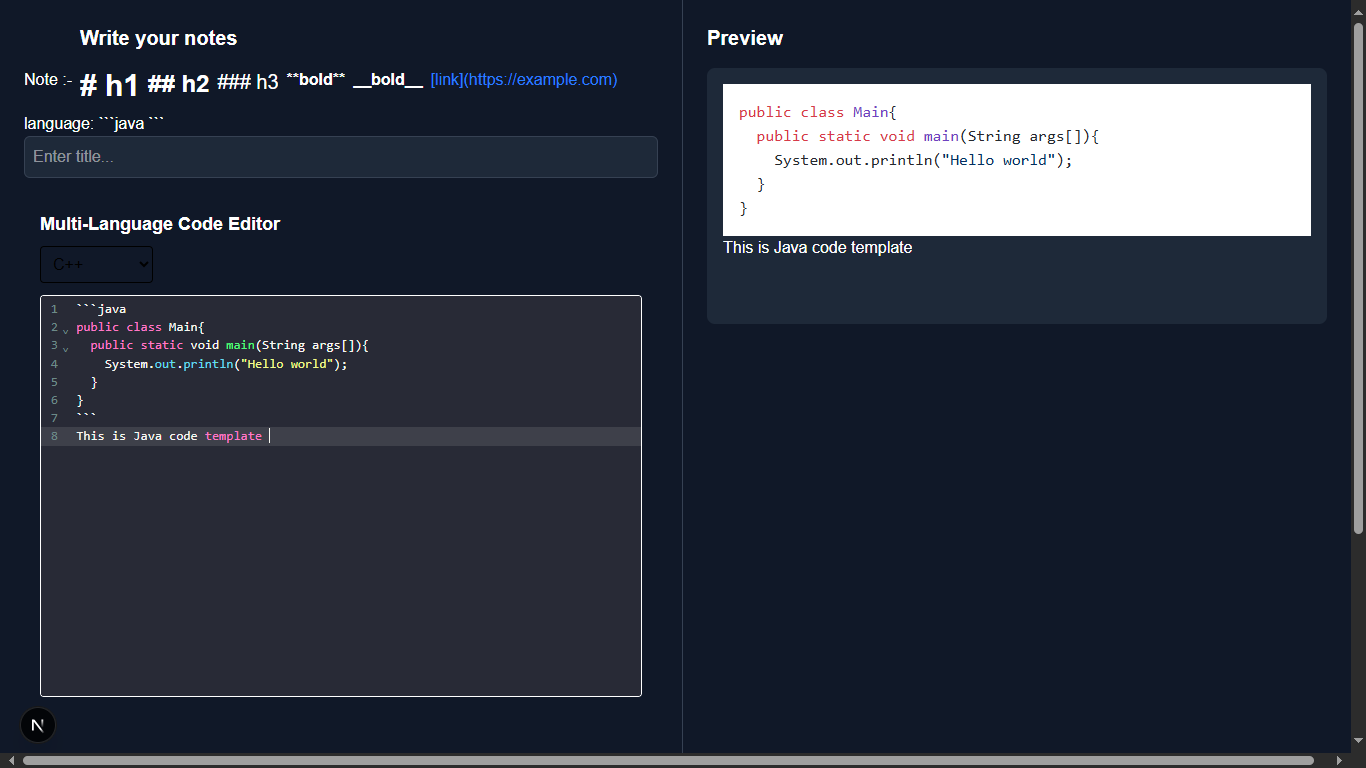 Write your notes
Note :- # h1 ## h2 ### h3 **bold** __bold__ [link](https://example.com)
language: ```java ```
Enter title...
Multi-Language Code Editor
C++
1 ```java
2 public class Main{
3   public static void main(String args[]){
4     System.out.println("Hello world");
5   }
6 }
7 ```
8 This is Java code template
N
Preview
public class Main{
  public static void main(String args[]){
    System.out.println("Hello world");
  }
}
This is Java code template